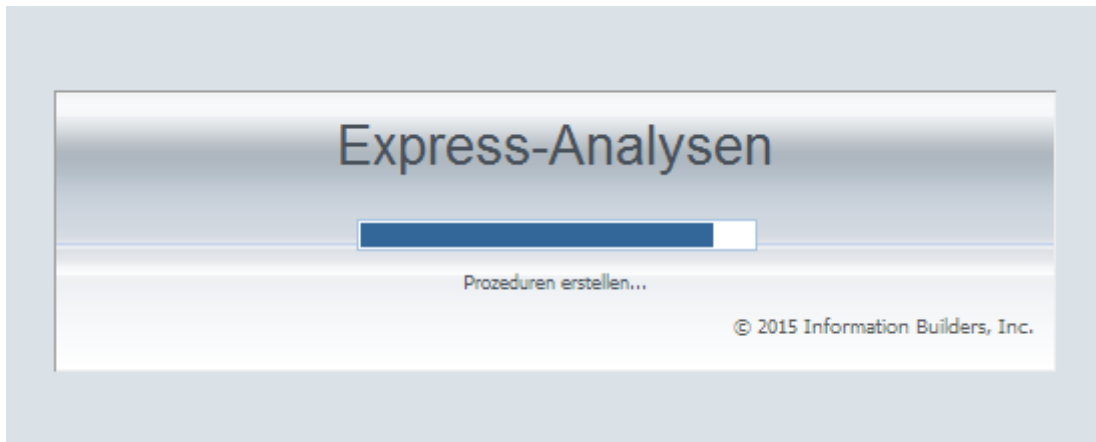 Express-Analysen
Prozeduren erstellen...
© 2015 Information Builders, Inc.